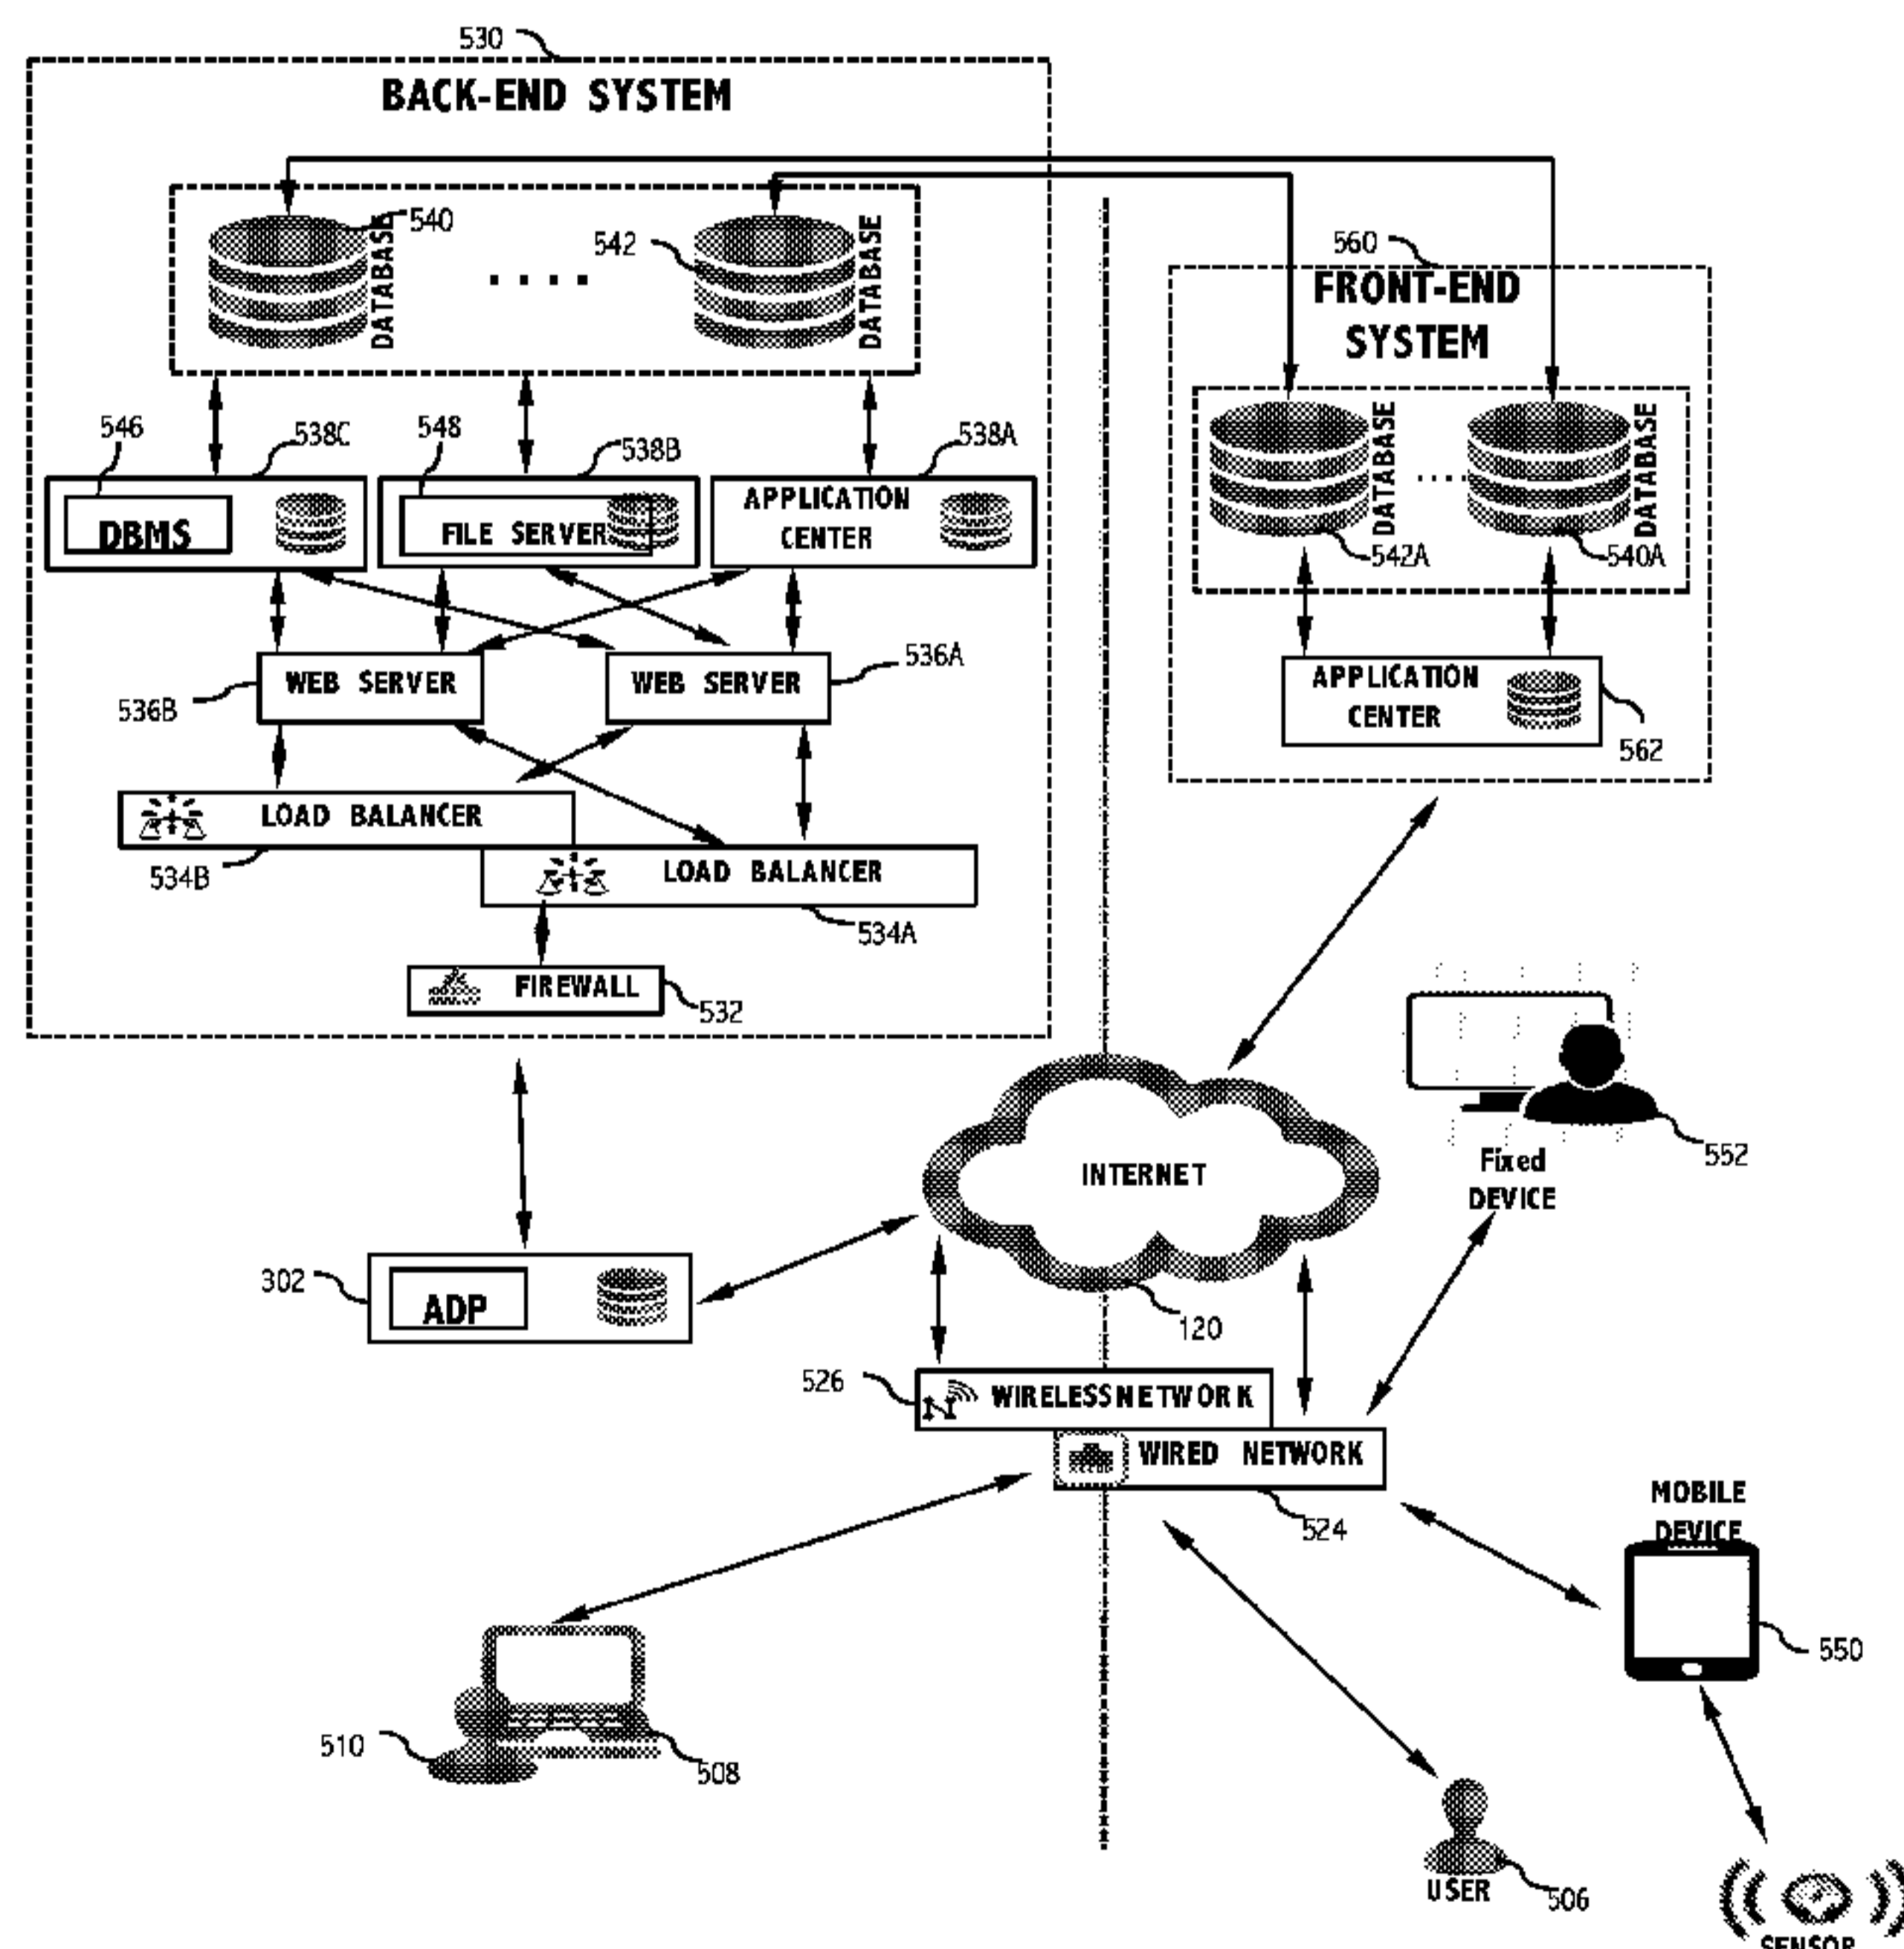 530
BACK-END SYSTEM
540
DATABASE
542
DATABASE
560
FRONT-END
SYSTEM
546
538C
548
538B
538A
DBMS
FILE SERVER
APPLICATION
CENTER
DATABASE
DATABASE
542A
540A
WEB SERVER
536B
WEB SERVER
536A
APPLICATION
CENTER
562
LOAD BALANCER
534B
LOAD BALANCER
534A
FIREWALL
532
INTERNET
552
Fixed
DEVICE
302
ADP
120
526
WIRELESSNETWORK
WIRED NETWORK
524
MOBILE
DEVICE
550
510
508
USER
506
SENSOR